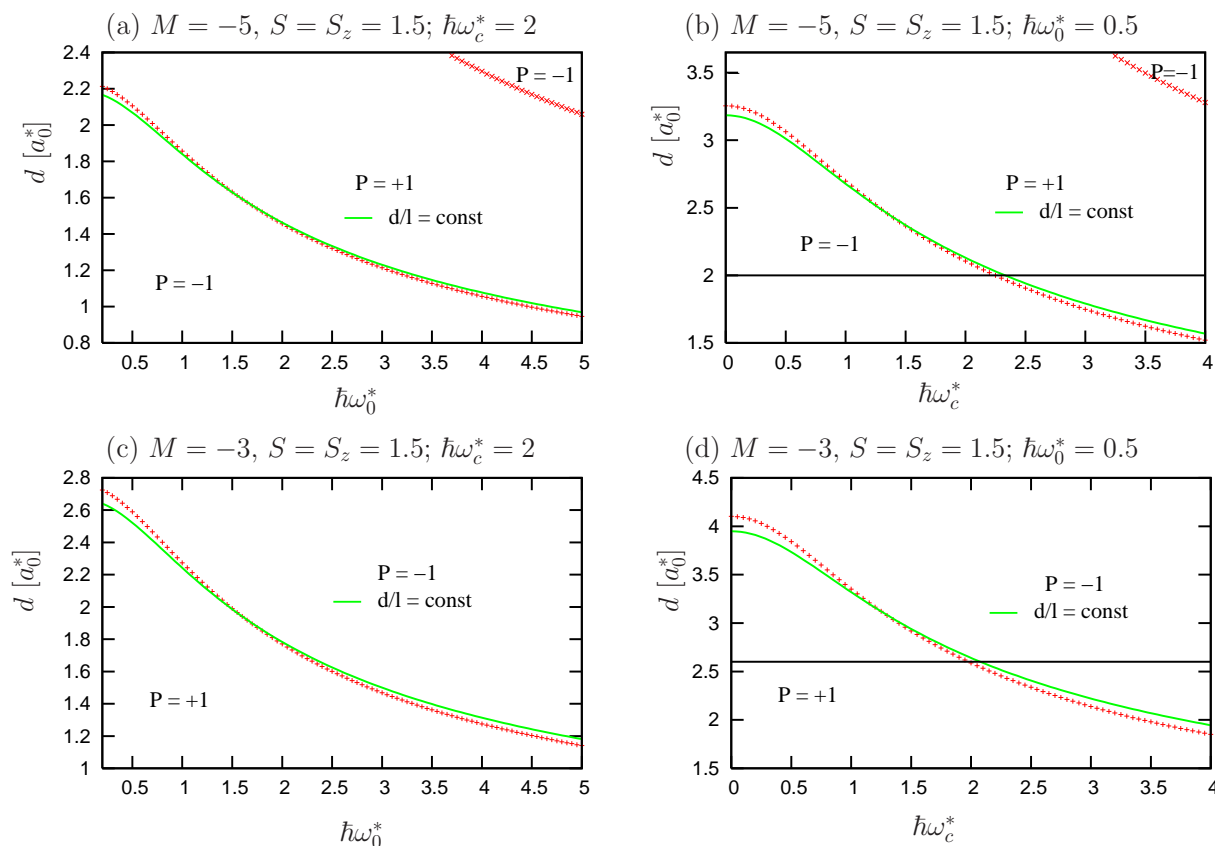 (a) M = −5, S = S_z = 1.5; ℏω_c^* = 2
2.4
2.2
2
1.8
1.6
1.4
1.2
1
0.8
d [a_0^*]
P = −1
P = +1
d/l = const
P = −1
0.5 1 1.5 2 2.5 3 3.5 4 4.5 5
ℏω_0^*
(b) M = −5, S = S_z = 1.5; ℏω_0^* = 0.5
3.5
3
2.5
2
1.5
d [a_0^*]
P=−1
P = +1
d/l = const
P = −1
0 0.5 1 1.5 2 2.5 3 3.5 4
ℏω_c^*
(c) M = −3, S = S_z = 1.5; ℏω_c^* = 2
2.8
2.6
2.4
2.2
2
1.8
1.6
1.4
1.2
1
d [a_0^*]
P = −1
d/l = const
P = +1
0.5 1 1.5 2 2.5 3 3.5 4 4.5 5
ℏω_0^*
(d) M = −3, S = S_z = 1.5; ℏω_0^* = 0.5
4.5
4
3.5
3
2.5
2
1.5
d [a_0^*]
P = −1
d/l = const
P = +1
0 0.5 1 1.5 2 2.5 3 3.5 4
ℏω_c^*